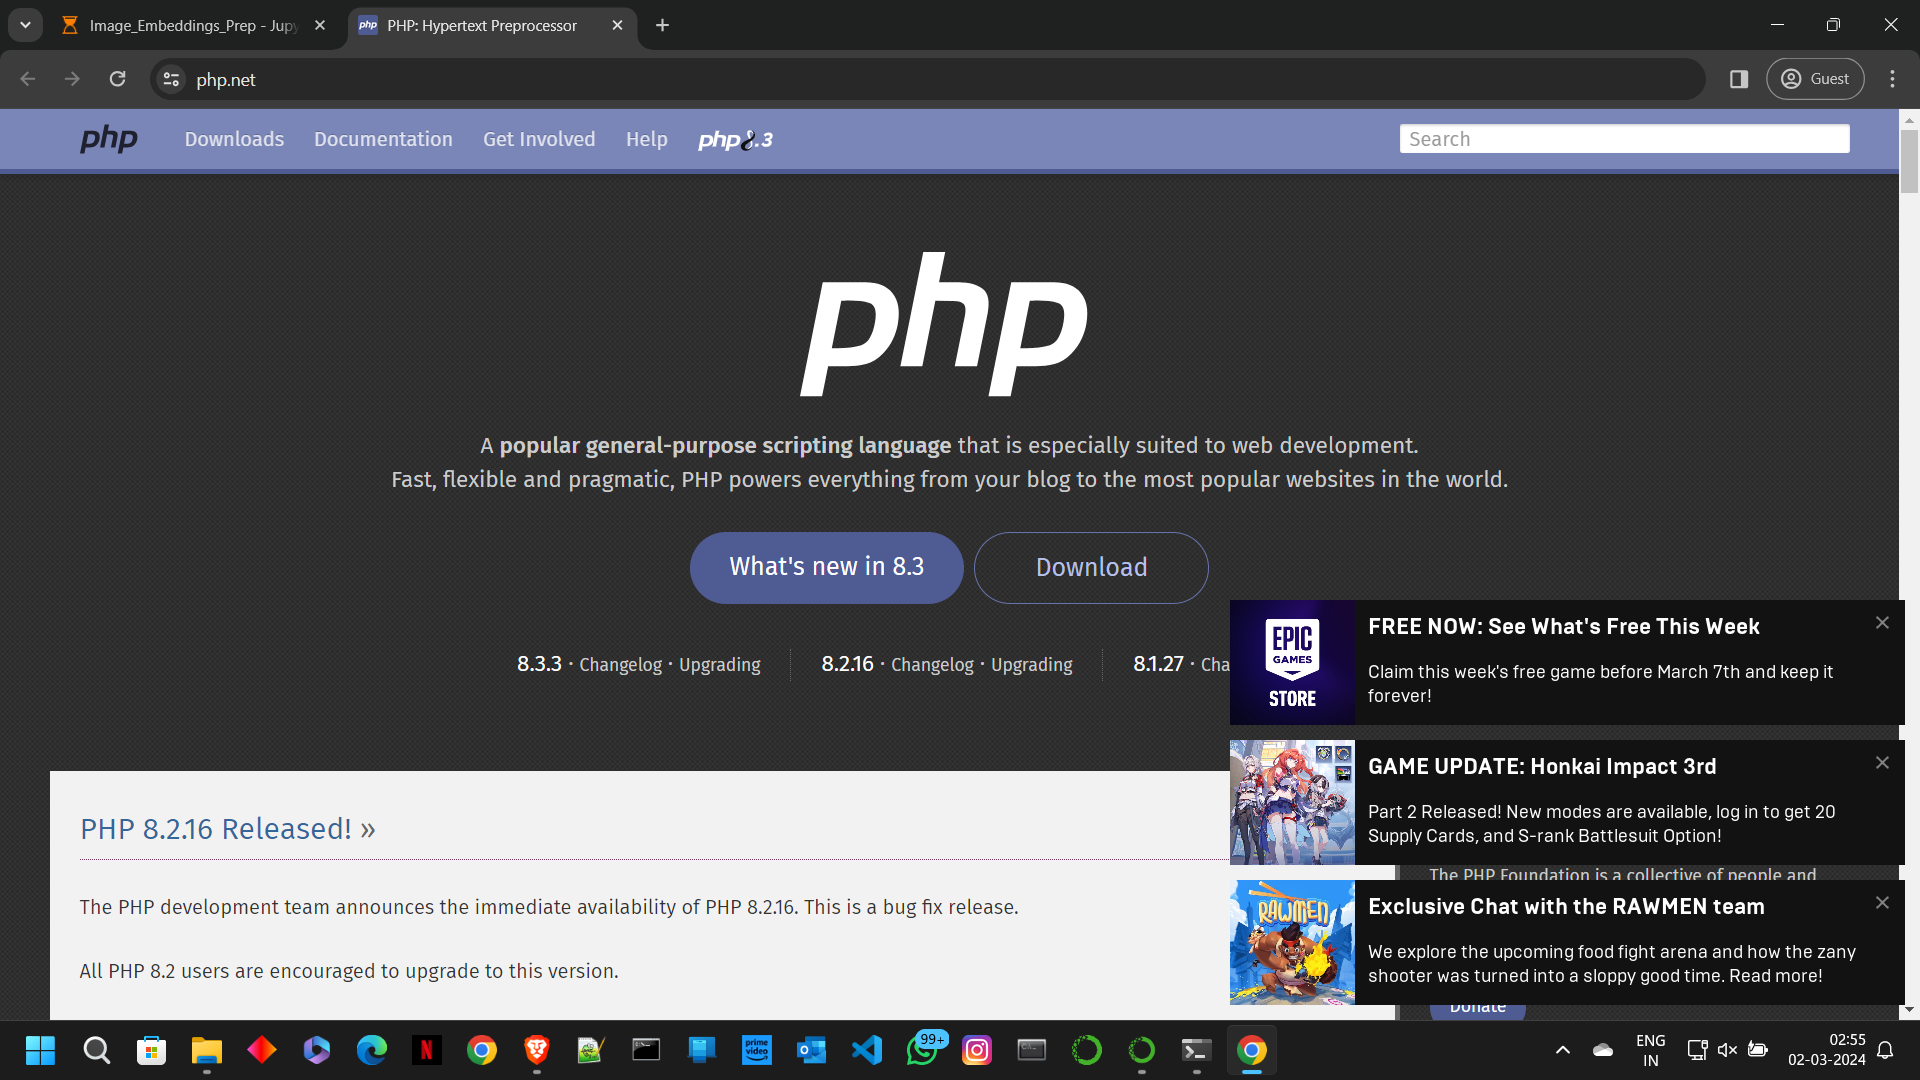 Image_Embeddings_Prep - Jupy
php PHP: Hypertext Preprocessor
php.net
Guest
php Downloads Documentation Get Involved Help php8.3 Search
php
A popular general-purpose scripting language that is especially suited to web development.
Fast, flexible and pragmatic, PHP powers everything from your blog to the most popular websites in the world.
What's new in 8.3 Download
8.3.3 · Changelog · Upgrading 8.2.16 · Changelog · Upgrading 8.1.27 · Cha
EPIC GAMES STORE
FREE NOW: See What's Free This Week
Claim this week's free game before March 7th and keep it
forever!
GAME UPDATE: Honkai Impact 3rd
Part 2 Released! New modes are available, log in to get 20
Supply Cards, and S-rank Battlesuit Option!
PHP 8.2.16 Released! »
The PHP development team announces the immediate availability of PHP 8.2.16. This is a bug fix release.
All PHP 8.2 users are encouraged to upgrade to this version.
The PHP Foundation is a collective of people and
RAWMEN
Exclusive Chat with the RAWMEN team
We explore the upcoming food fight arena and how the zany
shooter was turned into a sloppy good time. Read more!
Donate
N
prime video
99+
ENG
IN
02:55
02-03-2024